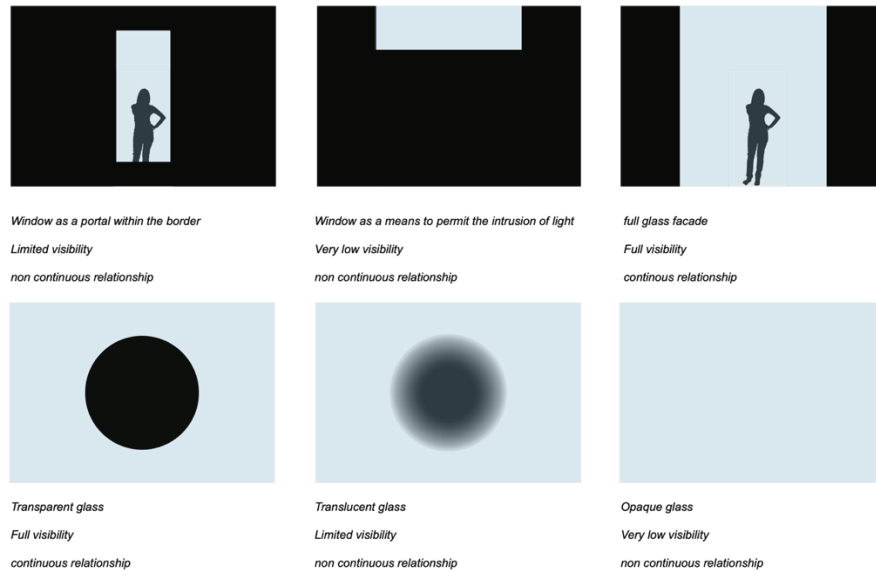 Window as a portal within the border
Limited visibility
non continuous relationship
Window as a means to permit the intrusion of light
Very low visibility
non continuous relationship
full glass facade
Full visibility
continous relationship
Transparent glass
Full visibility
continuous relationship
Translucent glass
Limited visibility
non continuous relationship
Opaque glass
Very low visibility
non continuous relationship